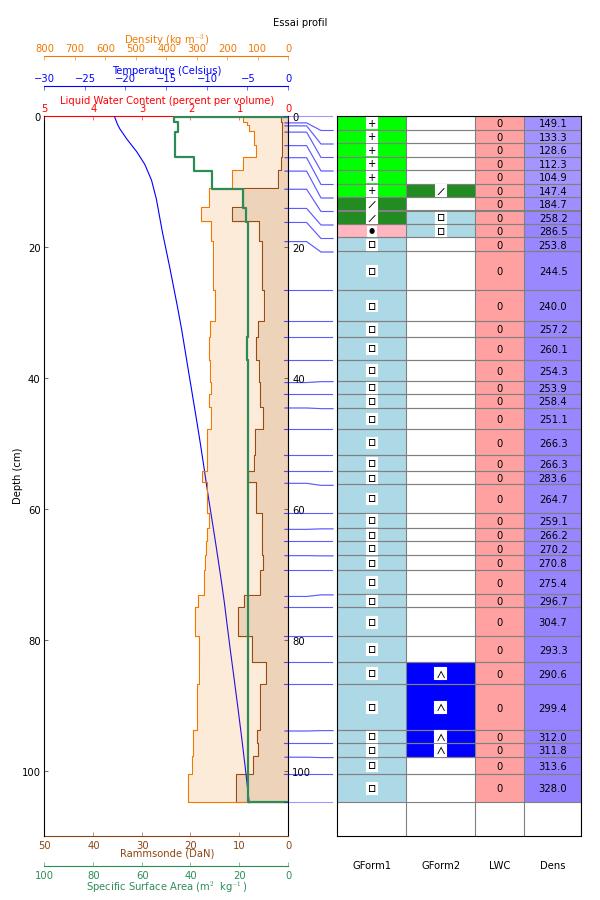 Essai profil
Density (kg m⁻³)
800 700 600 500 400 300 200 100 0
Temperature (Celsius)
−30 −25 −20 −15 −10 −5 0
Liquid Water Content (percent per volume)
5 4 3 2 1 0
0 0
20 20
40 40
60 60
80 80
100 100
Depth (cm)
50 40 30 20 10 0
Rammsonde (DaN)
100 80 60 40 20 0
Specific Surface Area (m² kg⁻¹)
+ 0 149.1
+ 0 133.3
+ 0 128.6
+ 0 112.3
+ 0 104.9
+ / 0 147.4
/ 0 184.7
/ □ 0 258.2
● □ 0 286.5
□ 0 253.8
□ 0 244.5
□ 0 240.0
□ 0 257.2
□ 0 260.1
□ 0 254.3
□ 0 253.9
□ 0 258.4
□ 0 251.1
□ 0 266.3
□ 0 266.3
□ 0 283.6
□ 0 264.7
□ 0 259.1
□ 0 266.2
□ 0 270.2
□ 0 270.8
□ 0 275.4
□ 0 296.7
□ 0 304.7
□ 0 293.3
□ ∧ 0 290.6
□ ∧ 0 299.4
□ ∧ 0 312.0
□ ∧ 0 311.8
□ 0 313.6
□ 0 328.0
GForm1 GForm2 LWC Dens